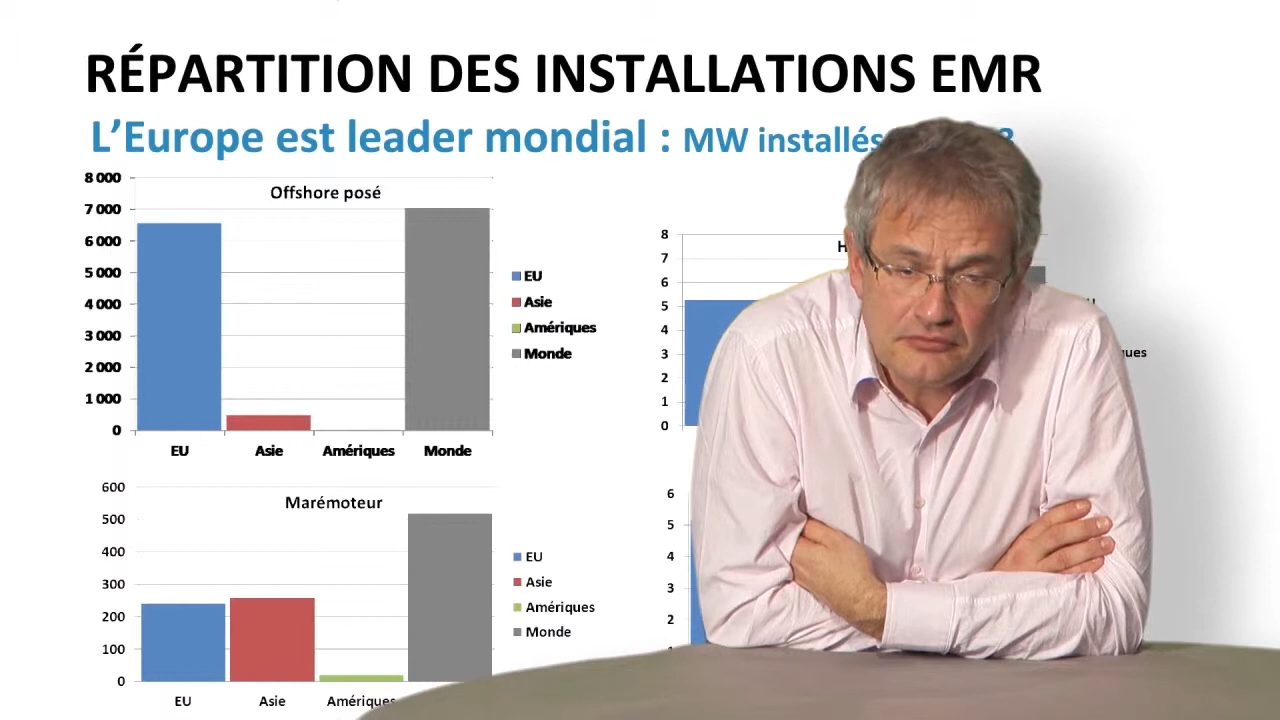 RÉPARTITION DES INSTALLATIONS EMR
L’Europe est leader mondial : MW installés
8 000
7 000
6 000
5 000
4 000
3 000
2 000
1 000
0
Offshore posé
EU
Asie
Amériques
Monde
EU
Asie
Amériques
Monde
8
7
6
5
4
3
2
1
0
600
500
400
300
200
100
0
Marémoteur
EU
Asie
Amériques
Monde
EU
Asie
6
5
4
3
2